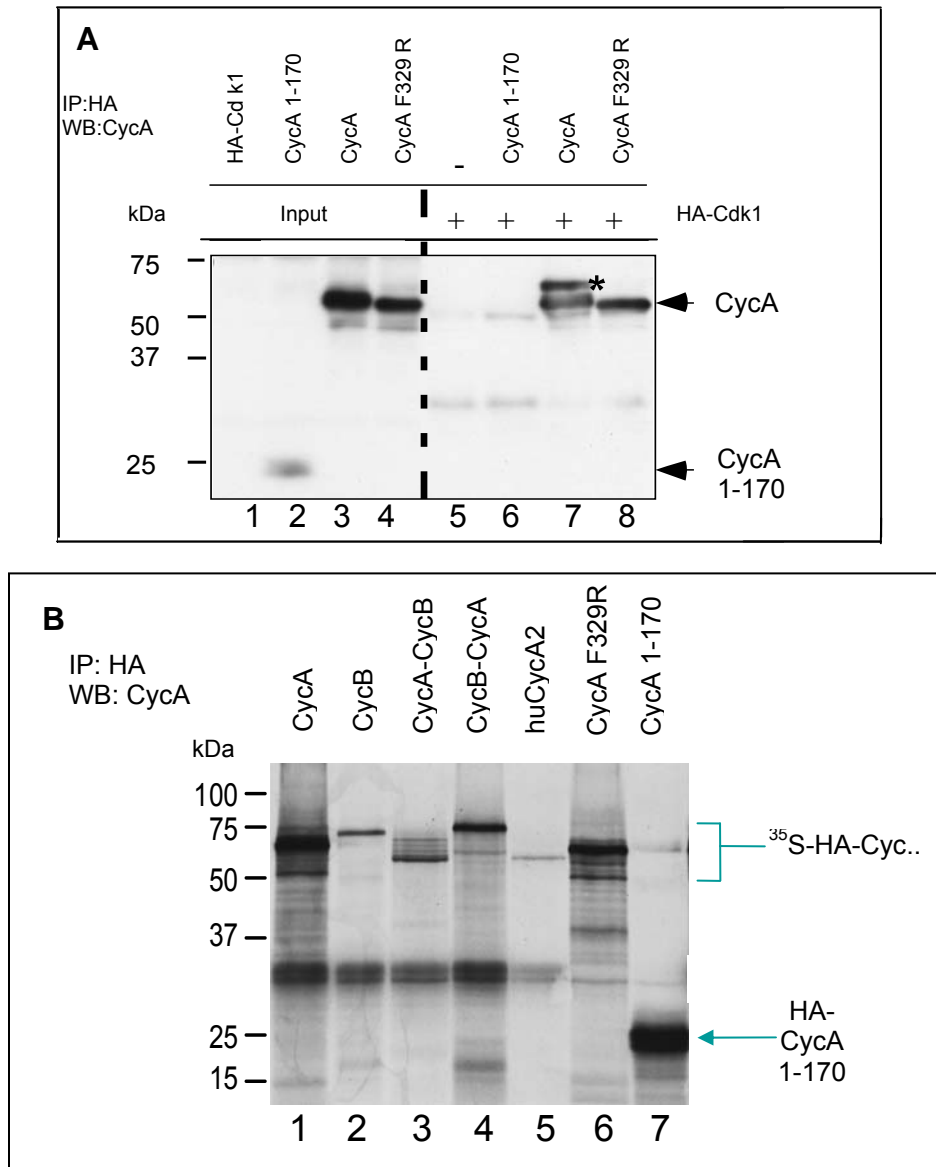 A
IP:HA
WB:CycA
HA-Cd k1
CycA 1-170
CycA
CycA F329 R
-
CycA 1-170
CycA
CycA F329 R
kDa
Input
+ + + +
HA-Cdk1
75
50
37
25
*
CycA
CycA
1-170
1 2 3 4 5 6 7 8
B
IP: HA
WB: CycA
CycA
CycB
CycA-CycB
CycB-CycA
huCycA2
CycA F329R
CycA 1-170
kDa
100
75
50
37
25
15
35S-HA-Cyc..
HA-
CycA
1-170
1 2 3 4 5 6 7